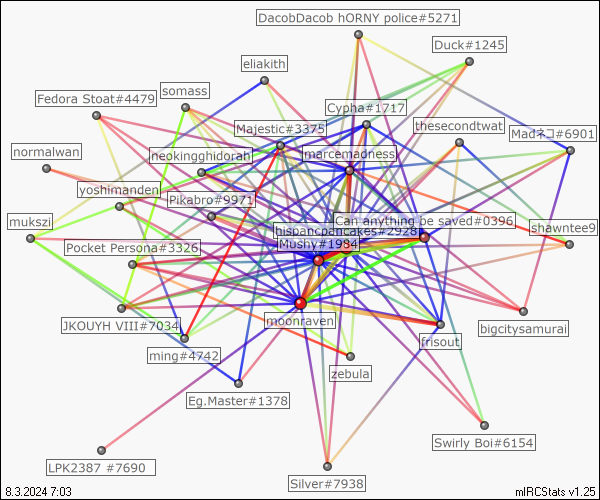 DacobDacob hORNY police#5271
Duck#1245
eliakith
somass
Fedora Stoat#4479
Cypha#1717
thesecondtwat
Majestic#3375
Madネコ#6901
normalwan
neokingghidorah
marcemadness
yoshimanden
Pikabro#9971
mukszi
Can anything be saved#0396
shawntee9
hispancpancakes#2928
Mushy#1984
Pocket Persona#3326
JKOUYH VIII#7034
moonraven
bigcitysamurai
ming#4742
frisout
zebula
Eg.Master#1378
Swirly Boi#6154
LPK2387 #7690
Silver#7938
8.3.2024 7:03
mIRCStats v1.25